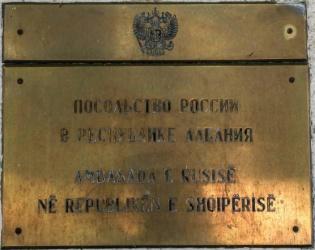 ПОСОЛЬСТВО РОССИИ
В РЕСПУБЛИКЕ АЛБАНИЯ
AMBASADA E RUSISË
NË REPUBLIKËN E SHQIPËRISË